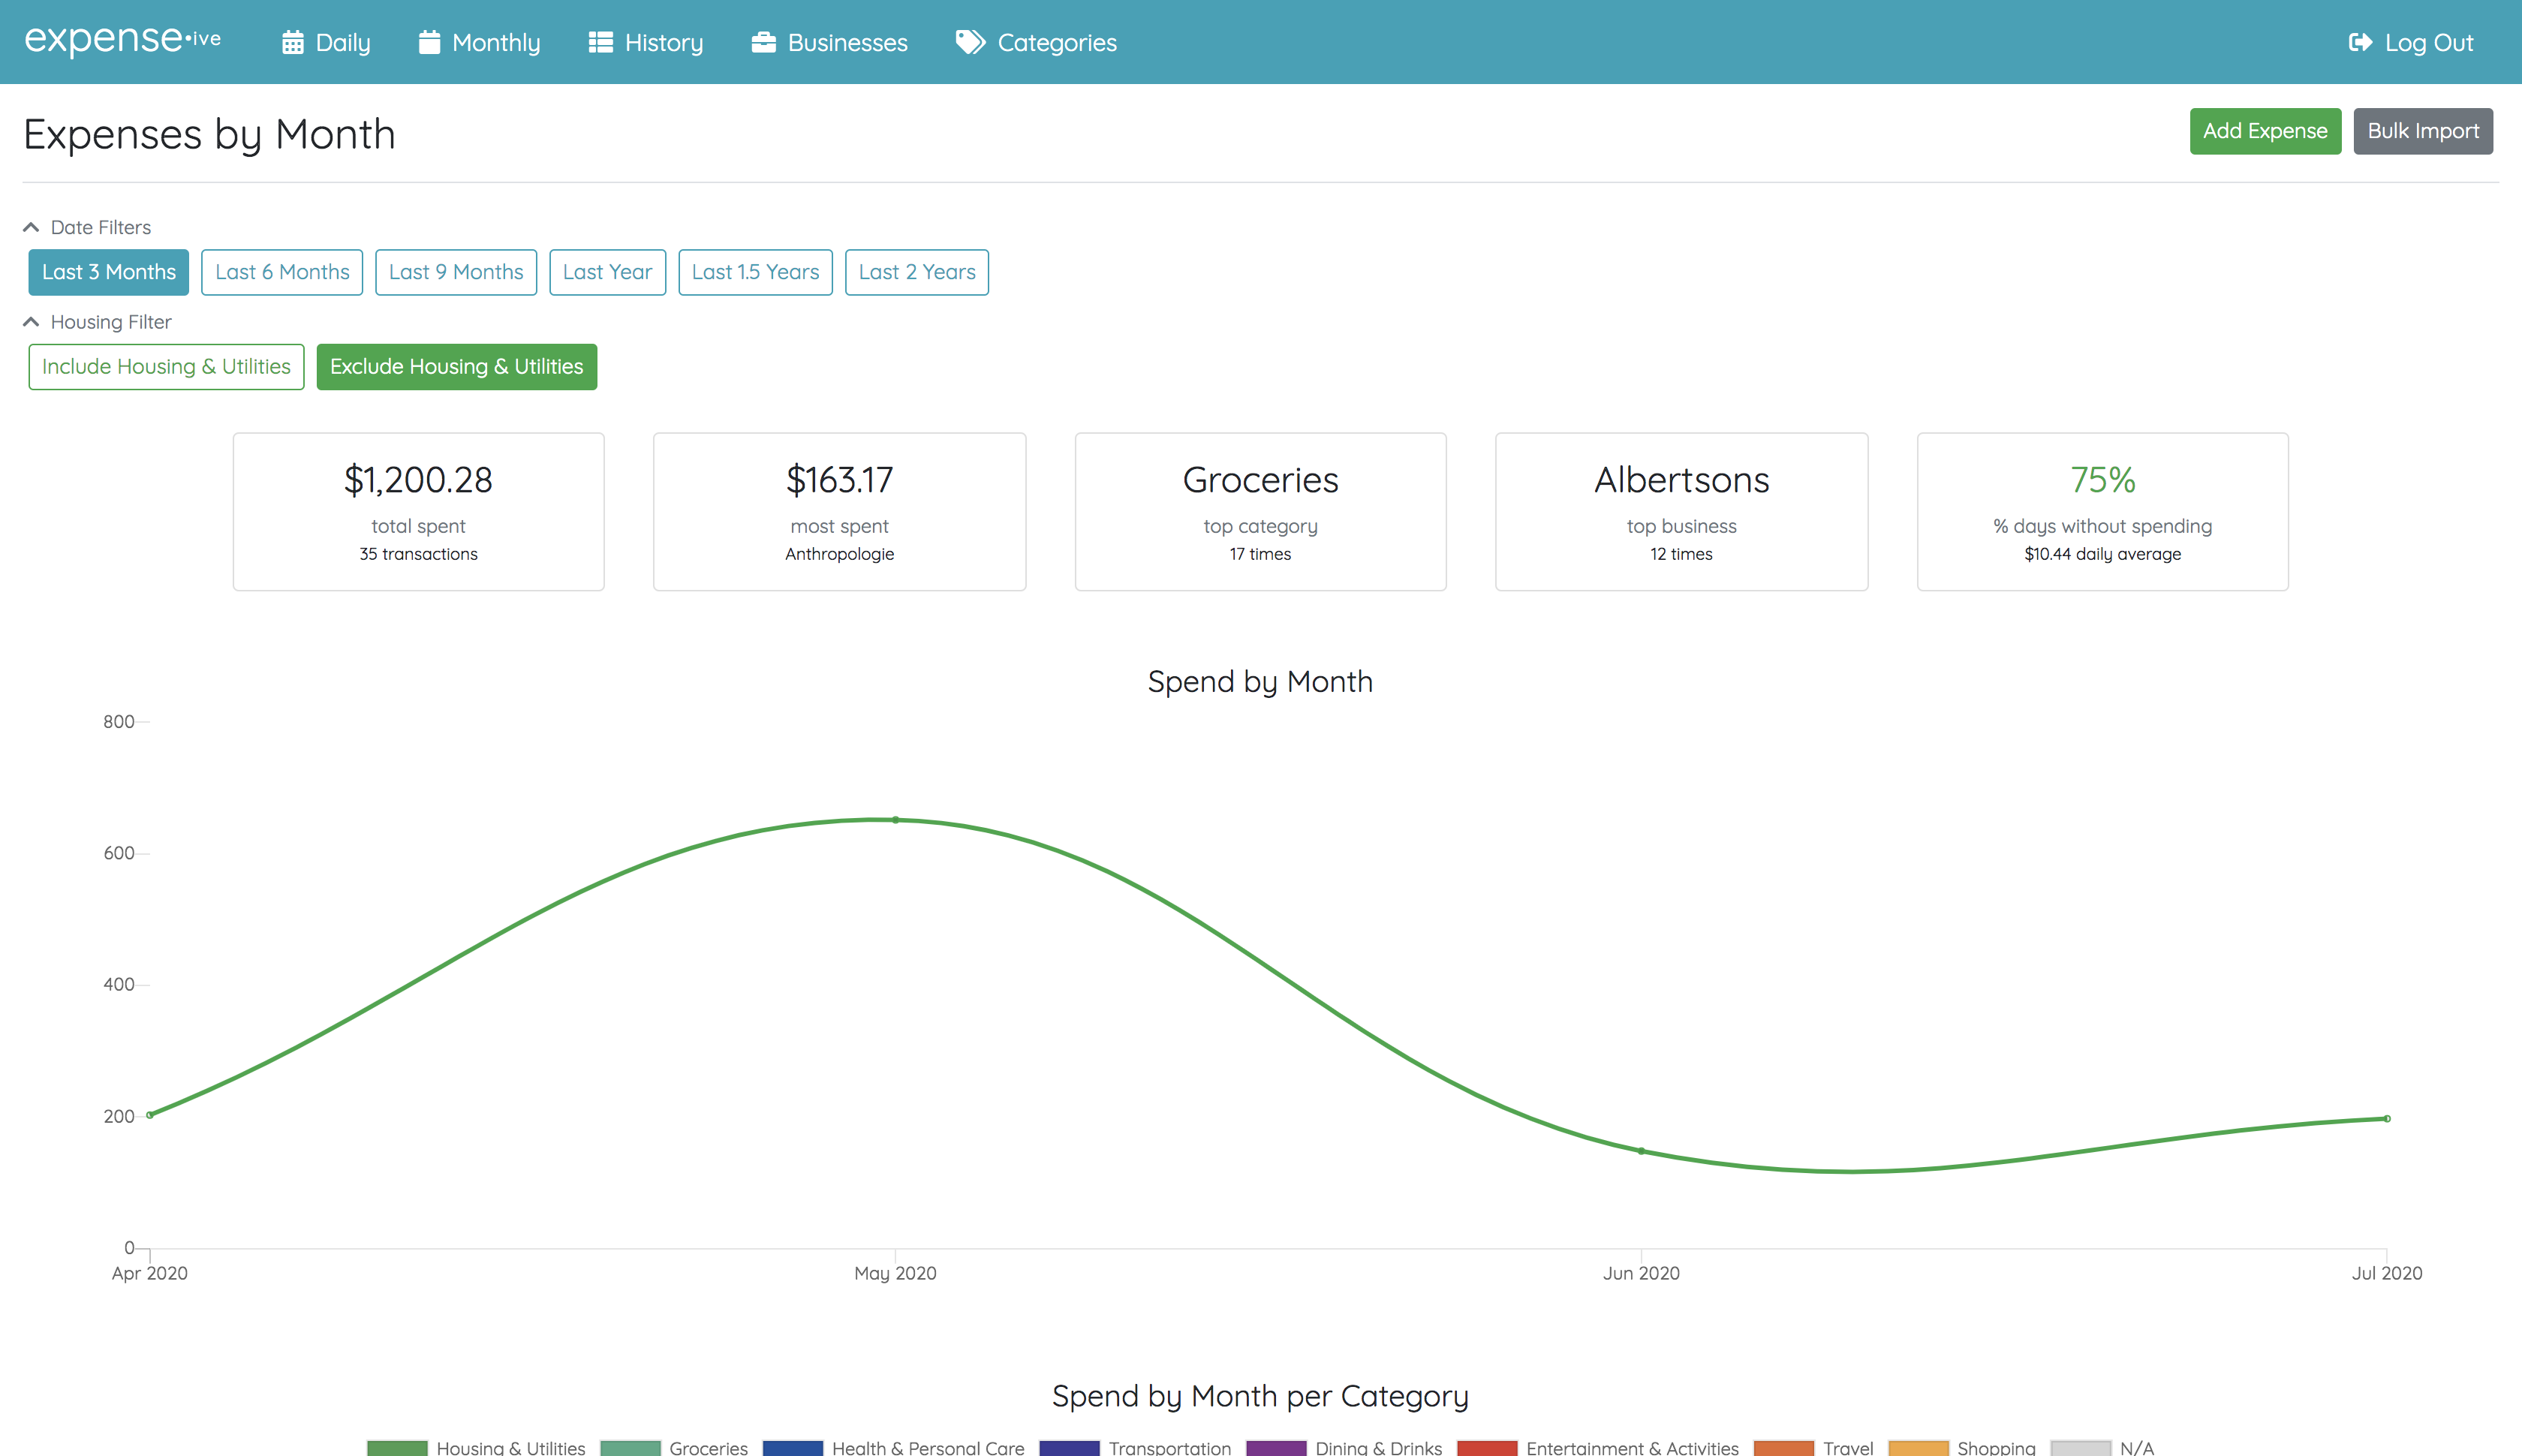 expense•ive Daily Monthly History Businesses Categories Log Out
Expenses by Month Add Expense Bulk Import
Date Filters
Last 3 Months Last 6 Months Last 9 Months Last Year Last 1.5 Years Last 2 Years
Housing Filter
Include Housing & Utilities Exclude Housing & Utilities
$1,200.28
total spent
35 transactions
$163.17
most spent
Anthropologie
Groceries
top category
17 times
Albertsons
top business
12 times
75%
% days without spending
$10.44 daily average
Spend by Month
800
600
400
200
0
Apr 2020 May 2020 Jun 2020 Jul 2020
Spend by Month per Category
Housing & Utilities Groceries Health & Personal Care Transportation Dining & Drinks Entertainment & Activities Travel Shopping N/A